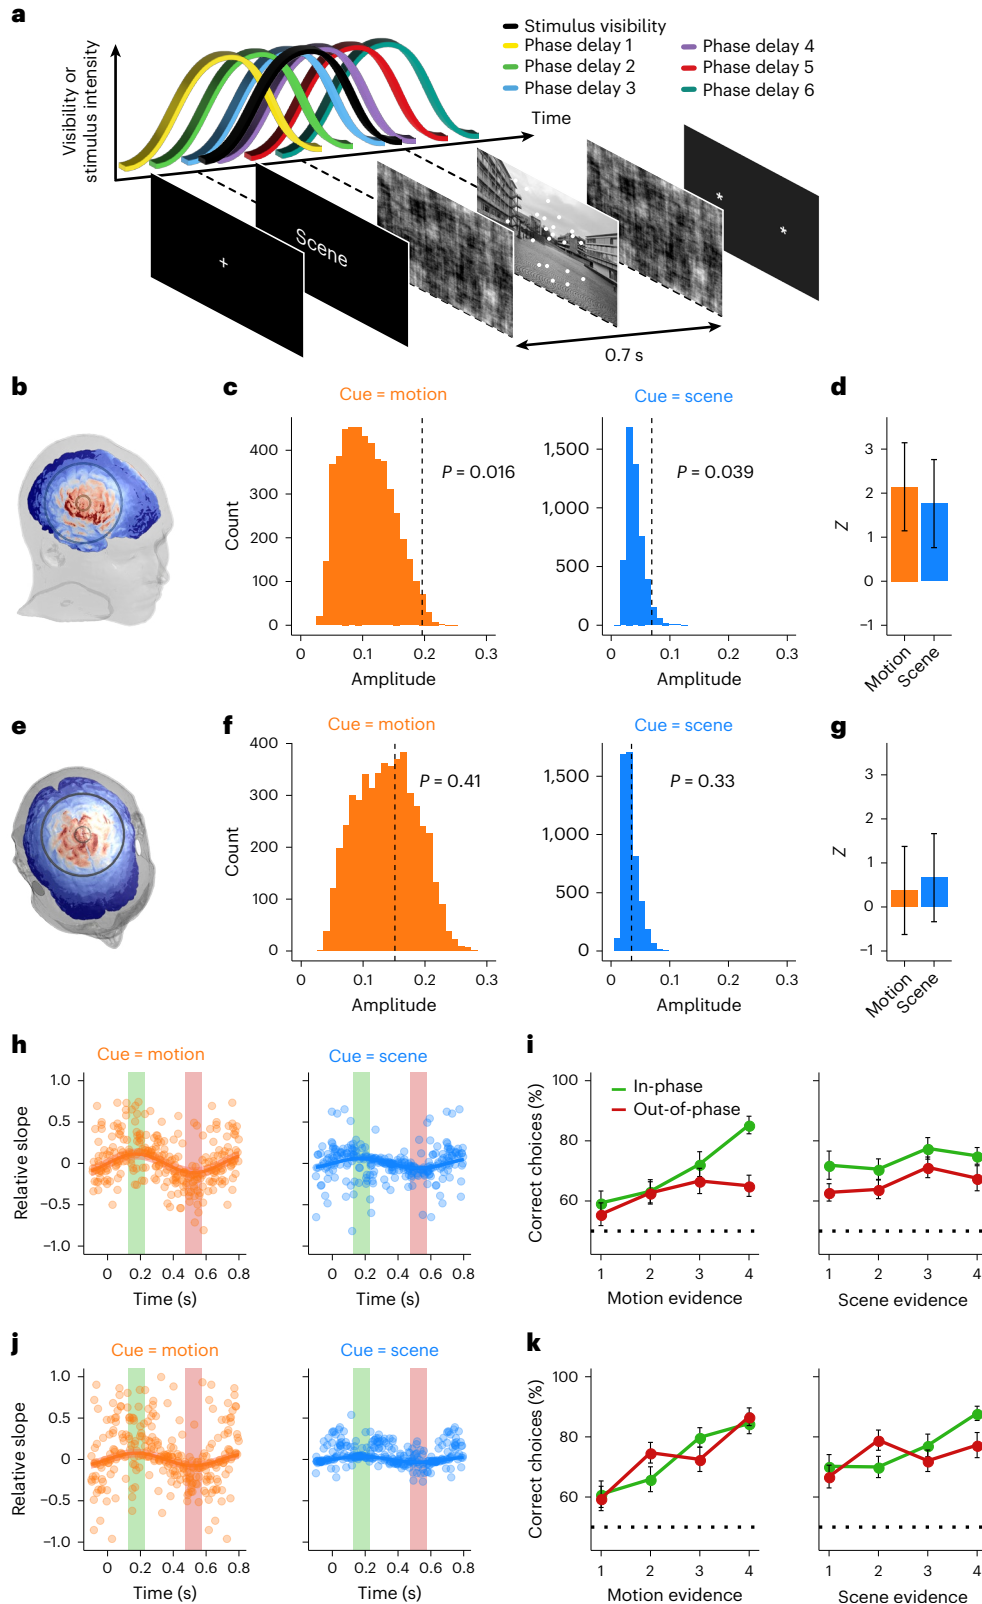 a
Visibility or
stimulus intensity
Stimulus visibility
Phase delay 1
Phase delay 2
Phase delay 3
Phase delay 4
Phase delay 5
Phase delay 6
Time
+
Scene
*
*
0.7 s
b
c
Cue = motion
Count
400
300
200
100
0
P = 0.016
0 0.1 0.2 0.3
Amplitude
Cue = scene
1,500
1,000
500
0
P = 0.039
0 0.1 0.2 0.3
Amplitude
d
Z
3
2
1
0
−1
Motion
Scene
e
f
Cue = motion
Count
400
300
200
100
0
P = 0.41
0 0.1 0.2 0.3
Amplitude
Cue = scene
1,500
1,000
500
0
P = 0.33
0 0.1 0.2 0.3
Amplitude
g
Z
3
2
1
0
−1
Motion
Scene
h
Cue = motion
Relative slope
1.0
0.5
0
−0.5
−1.0
0 0.2 0.4 0.6 0.8
Time (s)
Cue = scene
0 0.2 0.4 0.6 0.8
Time (s)
i
Correct choices (%)
100
80
60
In-phase
Out-of-phase
1 2 3 4
Motion evidence
1 2 3 4
Scene evidence
j
Cue = motion
Relative slope
1.0
0.5
0
−0.5
−1.0
0 0.2 0.4 0.6 0.8
Time (s)
Cue = scene
0 0.2 0.4 0.6 0.8
Time (s)
k
Correct choices (%)
100
80
60
1 2 3 4
Motion evidence
1 2 3 4
Scene evidence